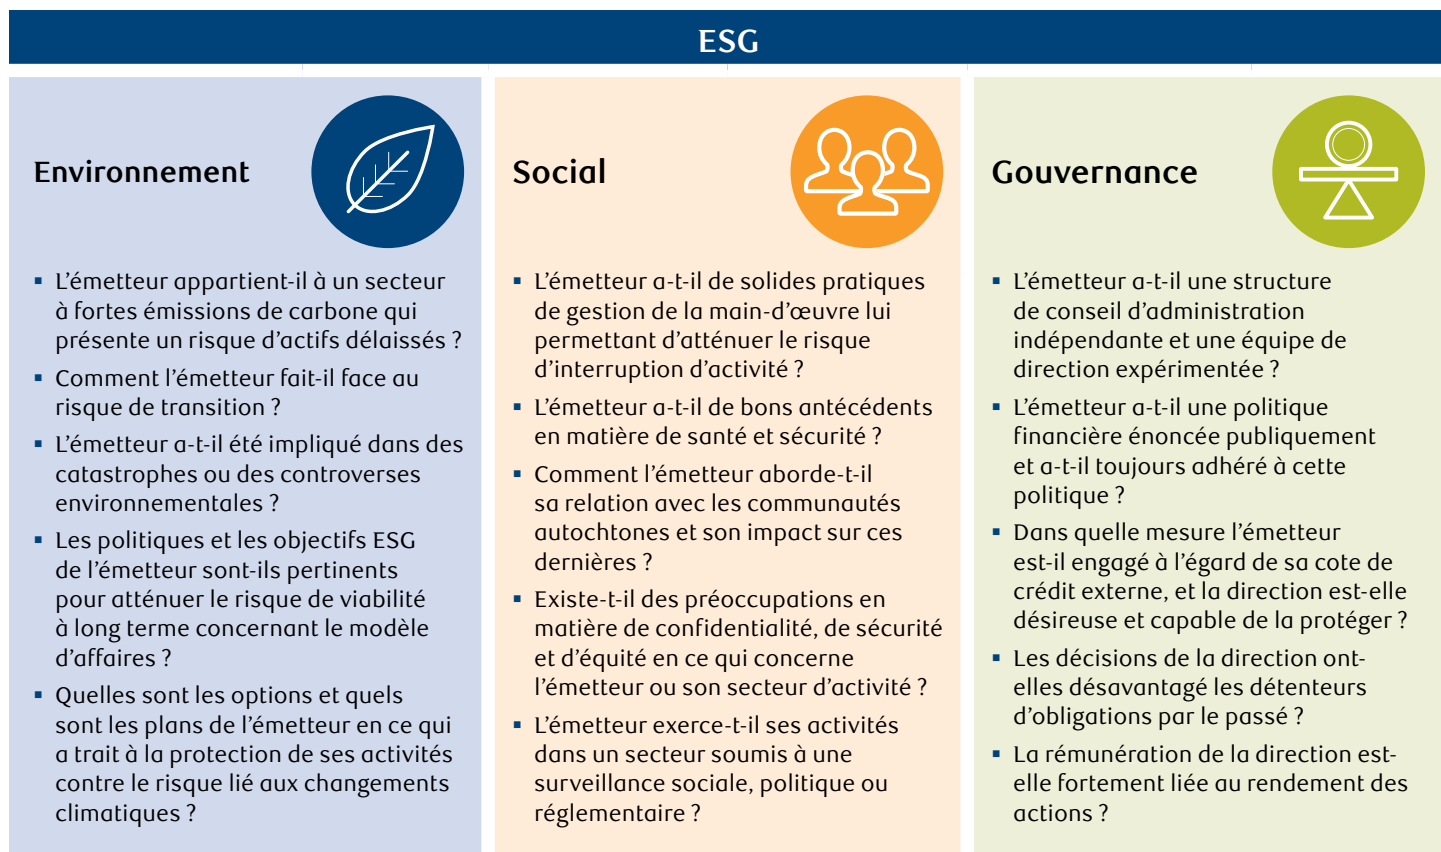 ESG
Environnement
L’émetteur appartient-il à un secteur
à fortes émissions de carbone qui
présente un risque d’actifs délaissés ?
Comment l’émetteur fait-il face au
risque de transition ?
L’émetteur a-t-il été impliqué dans des
catastrophes ou des controverses
environnementales ?
Les politiques et les objectifs ESG
de l’émetteur sont-ils pertinents
pour atténuer le risque de viabilité
à long terme concernant le modèle
d’affaires ?
Quelles sont les options et quels
sont les plans de l’émetteur en ce qui
a trait à la protection de ses activités
contre le risque lié aux changements
climatiques ?
Social
L’émetteur a-t-il de solides pratiques
de gestion de la main-d’œuvre lui
permettant d’atténuer le risque
d’interruption d’activité ?
L’émetteur a-t-il de bons antécédents
en matière de santé et sécurité ?
Comment l’émetteur aborde-t-il
sa relation avec les communautés
autochtones et son impact sur ces
dernières ?
Existe-t-il des préoccupations en
matière de confidentialité, de sécurité
et d’équité en ce qui concerne
l’émetteur ou son secteur d’activité ?
L’émetteur exerce-t-il ses activités
dans un secteur soumis à une
surveillance sociale, politique ou
réglementaire ?
Gouvernance
L’émetteur a-t-il une structure
de conseil d’administration
indépendante et une équipe de
direction expérimentée ?
L’émetteur a-t-il une politique
financière énoncée publiquement
et a-t-il toujours adhéré à cette
politique ?
Dans quelle mesure l’émetteur
est-il engagé à l’égard de sa cote de
crédit externe, et la direction est-elle
désireuse et capable de la protéger ?
Les décisions de la direction ont-
elles désavantagé les détenteurs
d’obligations par le passé ?
La rémunération de la direction est-
elle fortement liée au rendement des
actions ?